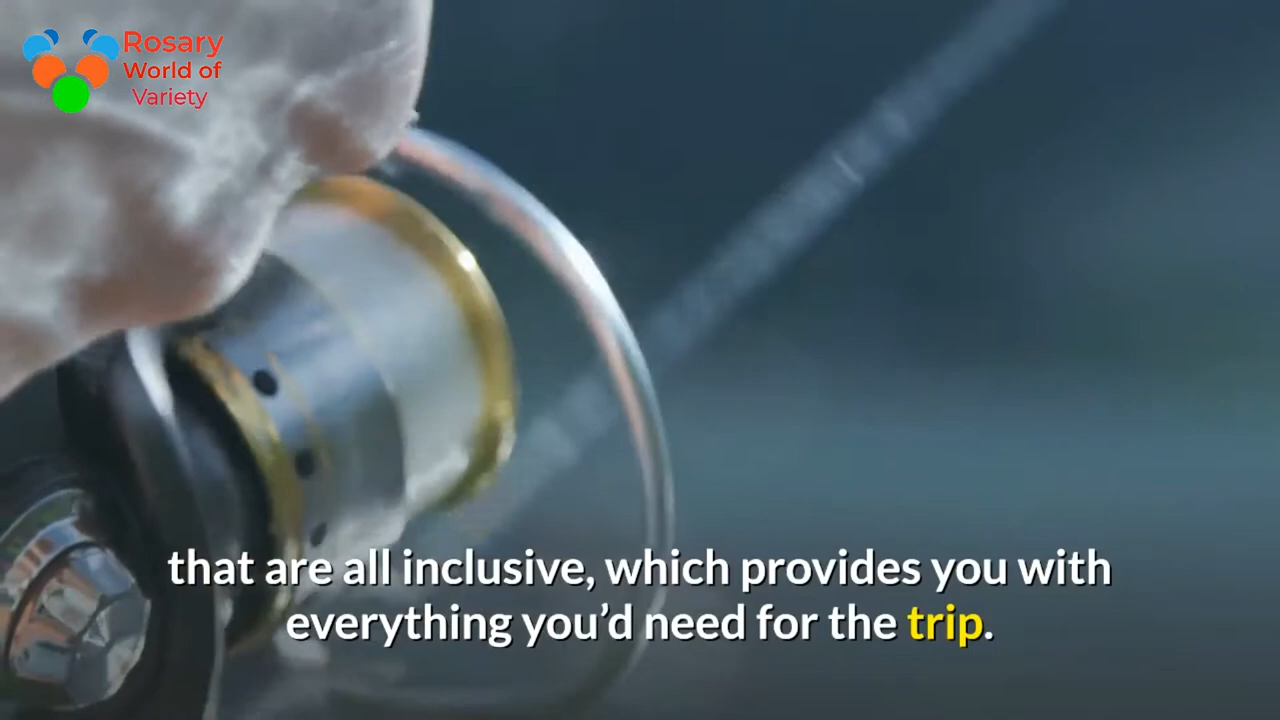 Rosary
World of
Variety
that are all inclusive, which provides you with
everything you’d need for the trip.